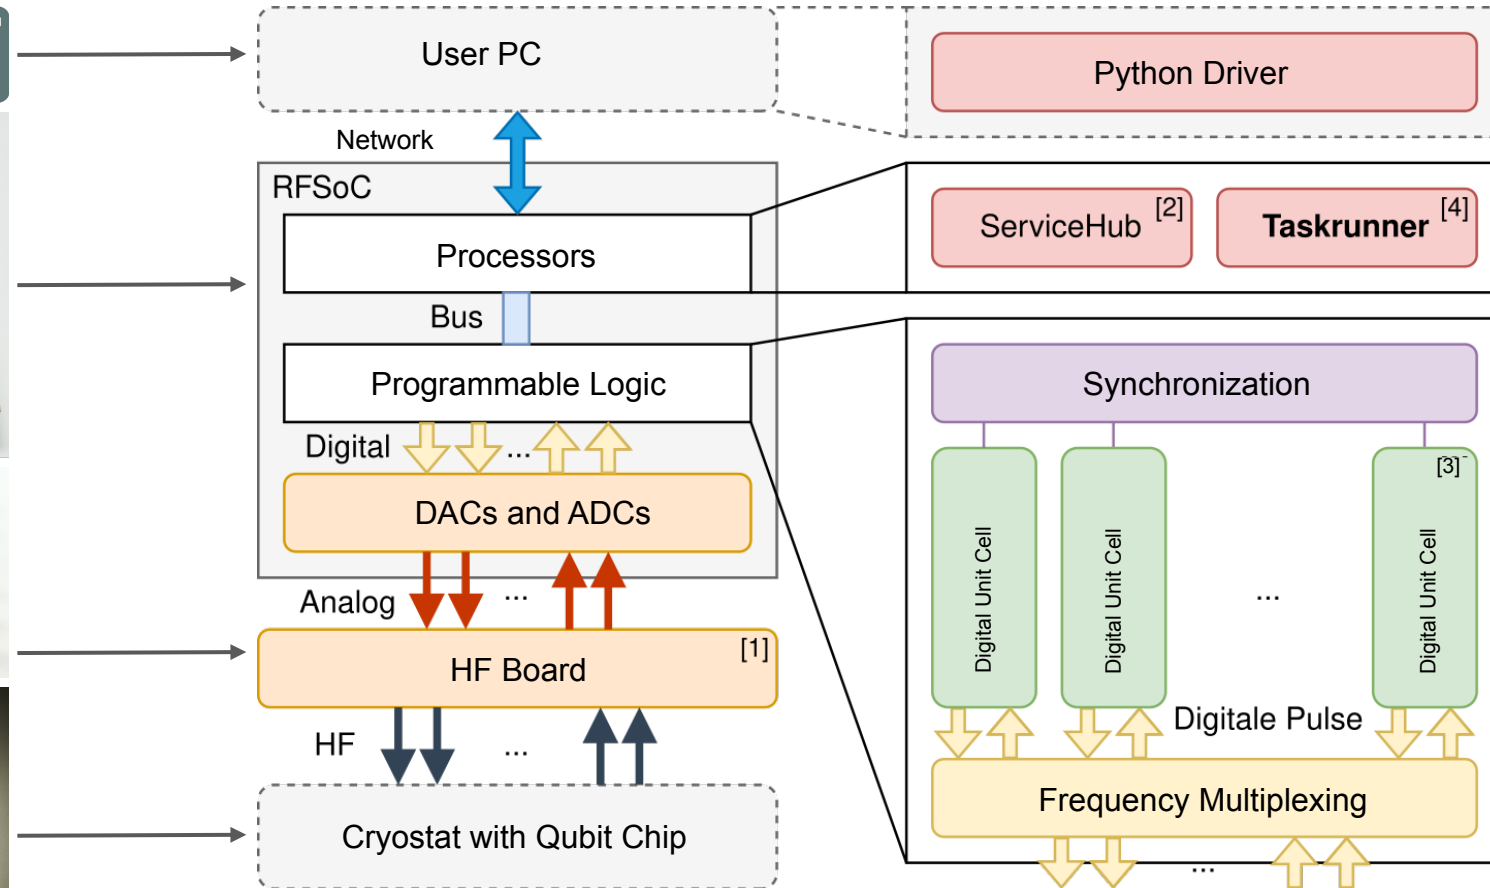 User PC
Python Driver
Network
RFSoC
Processors
ServiceHub [2]
Taskrunner [4]
Bus
Programmable Logic
Synchronization
Digital
...
DACs and ADCs
[3]
Digital Unit Cell
Digital Unit Cell
...
Digital Unit Cell
Analog
...
HF Board
[1]
Digitale Pulse
HF
...
Frequency Multiplexing
Cryostat with Qubit Chip
...